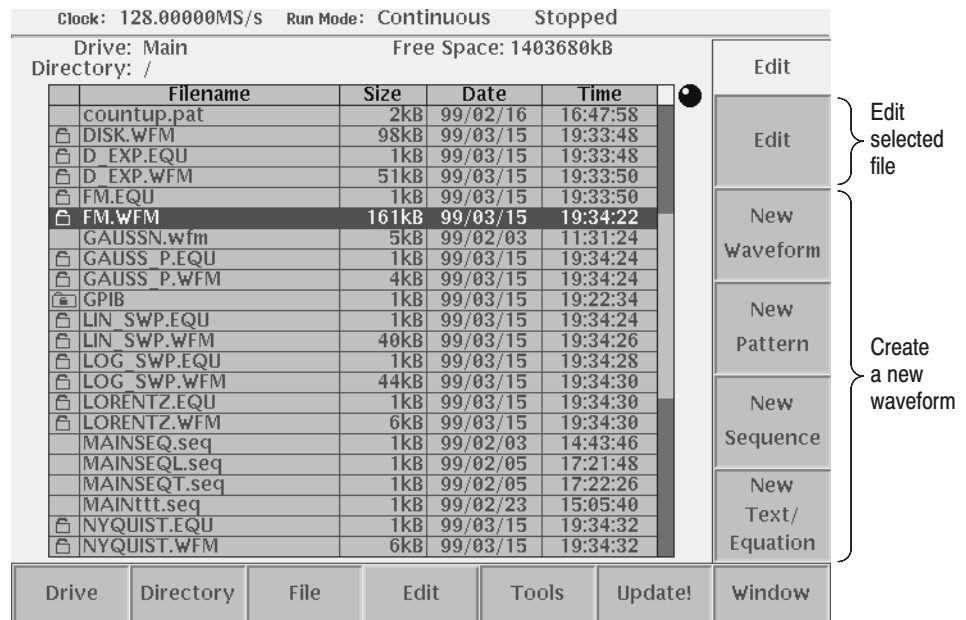 Clock: 128.00000MS/s Run Mode: Continuous Stopped
Drive: Main Free Space: 1403680kB
Directory: /
Filename Size Date Time
countup.pat 2kB 99/02/16 16:47:58
DISK.WFM 98kB 99/03/15 19:33:48
D_EXP.EQU 1kB 99/03/15 19:33:48
D_EXP.WFM 51kB 99/03/15 19:33:50
FM.EQU 1kB 99/03/15 19:33:50
FM.WFM 161kB 99/03/15 19:34:22
GAUSSN.wfm 5kB 99/02/03 11:31:24
GAUSS_P.EQU 1kB 99/03/15 19:34:24
GAUSS_P.WFM 4kB 99/03/15 19:34:24
GPIB 1kB 99/03/15 19:22:34
LIN_SWP.EQU 1kB 99/03/15 19:34:24
LIN_SWP.WFM 40kB 99/03/15 19:34:26
LOG_SWP.EQU 1kB 99/03/15 19:34:28
LOG_SWP.WFM 44kB 99/03/15 19:34:30
LORENTZ.EQU 1kB 99/03/15 19:34:30
LORENTZ.WFM 6kB 99/03/15 19:34:30
MAINSEQ.seq 1kB 99/02/03 14:43:46
MAINSEQL.seq 1kB 99/02/05 17:21:48
MAINSEQT.seq 1kB 99/02/05 17:22:26
MAINttt.seq 1kB 99/02/23 15:05:40
NYQUIST.EQU 1kB 99/03/15 19:34:32
NYQUIST.WFM 6kB 99/03/15 19:34:32
Edit
Edit
New
Waveform
New
Pattern
New
Sequence
New
Text/
Equation
Edit
selected
file
Create
a new
waveform
Drive Directory File Edit Tools Update! Window